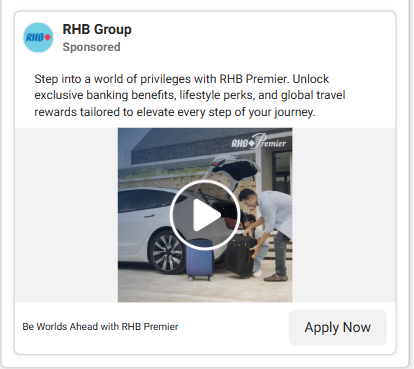 RHB
RHB Group
Sponsored
Step into a world of privileges with RHB Premier. Unlock
exclusive banking benefits, lifestyle perks, and global travel
rewards tailored to elevate every step of your journey.
RHB Premier
Be Worlds Ahead with RHB Premier
Apply Now